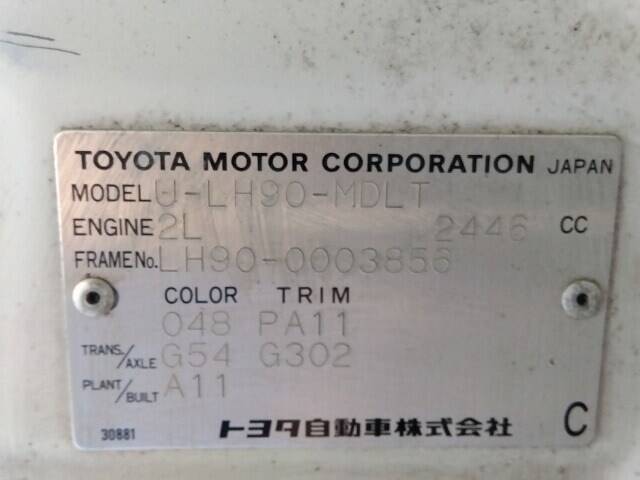 TOYOTA MOTOR CORPORATION JAPAN
MODEL U-LH90-MDLT
ENGINE 2L 2446 CC
FRAME No. LH90-0003856
COLOR TRIM
048 PA11
TRANS/AXLE G54 G302
PLANT/BUILT A11
30881 トヨタ自動車株式会社 C